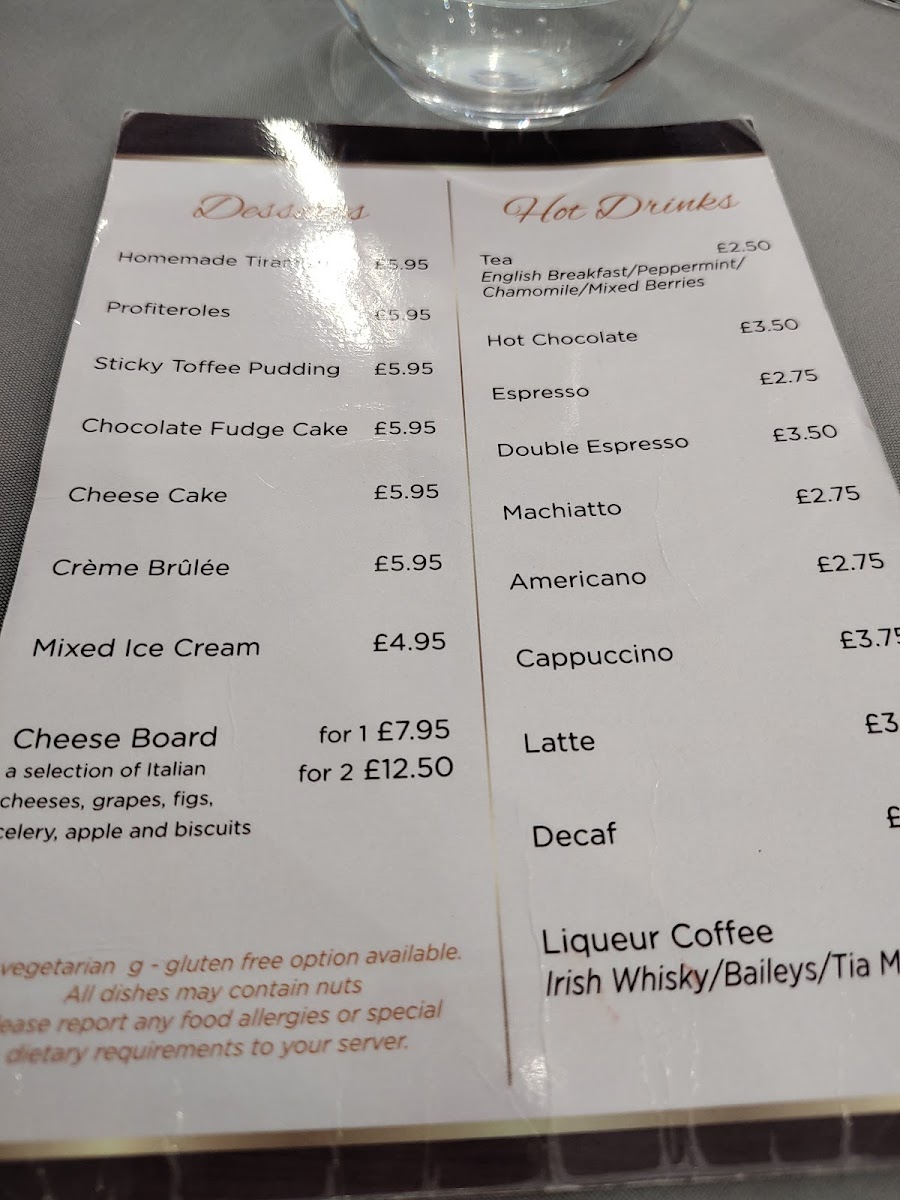 Desserts
Homemade £5.95
Profiteroles £5.95
Sticky Toffee Pudding £5.95
Chocolate Fudge Cake £5.95
Cheese Cake £5.95
Crème Brûlée £5.95
Mixed Ice Cream £4.95
Cheese Board for 1 £7.95
a selection of Italian for 2 £12.50
cheeses, grapes, figs,
celery, apple and biscuits
vegetarian g - gluten free option available.
All dishes may contain nuts
lease report any food allergies or special
dietary requirements to your server.
Hot Drinks
Tea £2.50
English Breakfast/Peppermint/
Chamomile/Mixed Berries
Hot Chocolate £3.50
Espresso £2.75
Double Espresso £3.50
Machiatto £2.75
Americano £2.75
Cappuccino £3.75
Latte £3
Decaf £
Liqueur Coffee
Irish Whisky/Baileys/Tia M